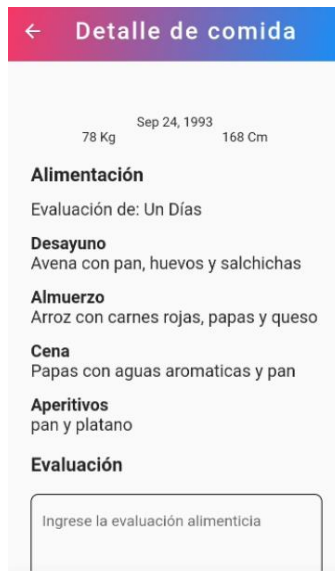 Detalle de comida
Sep 24, 1993
78 Kg 168 Cm
Alimentación
Evaluación de: Un Días
Desayuno
Avena con pan, huevos y salchichas
Almuerzo
Arroz con carnes rojas, papas y queso
Cena
Papas con aguas aromaticas y pan
Aperitivos
pan y platano
Evaluación
Ingrese la evaluación alimenticia